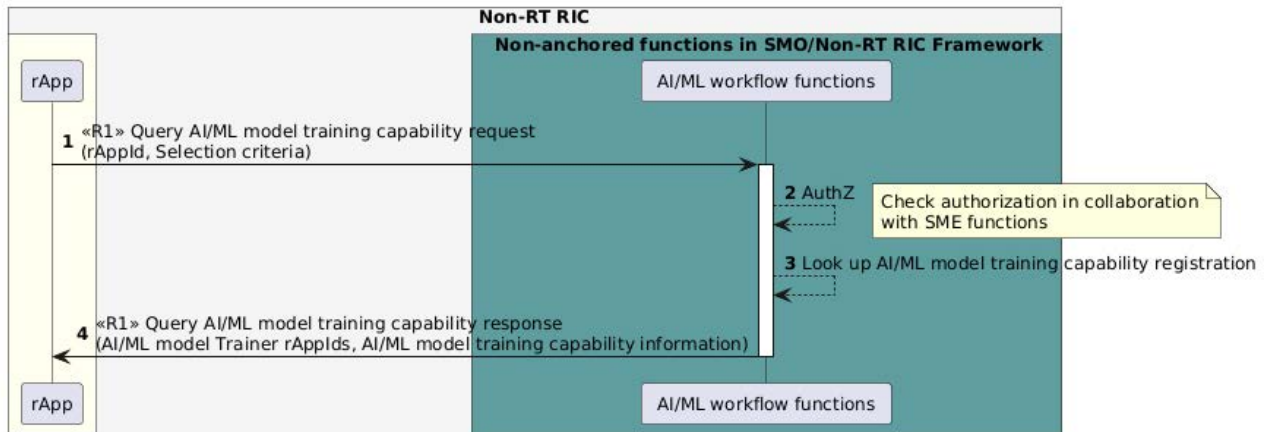 Non-RT RIC
Non-anchored functions in SMO/Non-RT RIC Framework
rApp
AI/ML workflow functions
1 «R1» Query AI/ML model training capability request
(rAppId, Selection criteria)
2 AuthZ
Check authorization in collaboration
with SME functions
3 Look up AI/ML model training capability registration
4 «R1» Query AI/ML model training capability response
(AI/ML model Trainer rAppIds, AI/ML model training capability information)
rApp
AI/ML workflow functions